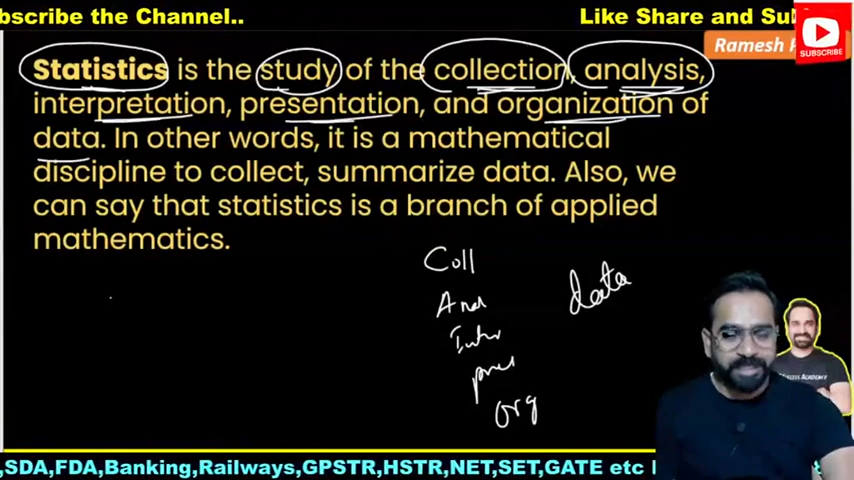 bscribe the Channel..
Like Share and Su
SUBSCRIBE
Ramesh
Statistics is the study of the collection, analysis,
interpretation, presentation, and organization of
data. In other words, it is a mathematical
discipline to collect, summarize data. Also, we
can say that statistics is a branch of applied
mathematics.
Coll
Ana
Inter
pres
org
data
ACADEMY
,SDA,FDA,Banking,Railways,GPSTR,HSTR,NET,SET,GATE etc